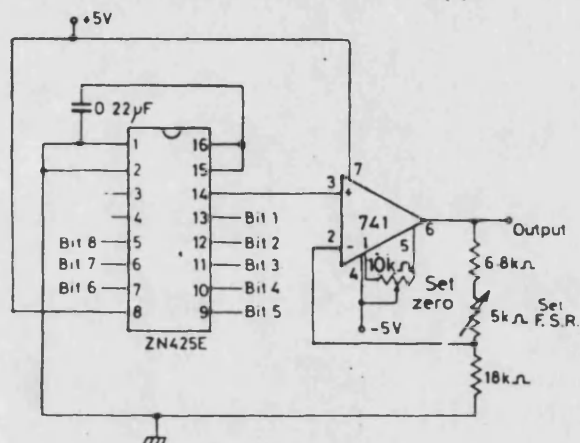 +5V
0.22µF
1 16
2 15
3 14
4 13 Bit 1
Bit 8 5 12 Bit 2
Bit 7 6 11 Bit 3
Bit 6 7 10 Bit 4
8 9 Bit 5
ZN425E
3 + 7
741
2 - 1 5 6
4 10kΩ
Set
zero
-5V
Output
6·8kΩ
5kΩ Set
F.S.R.
18kΩ